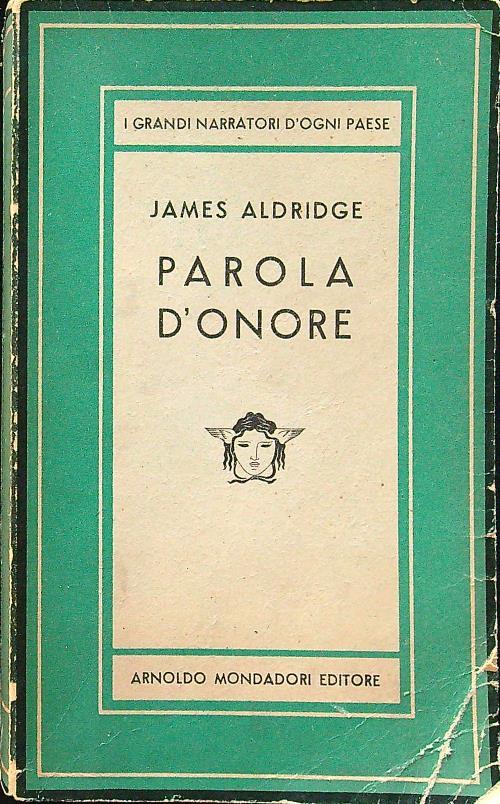 I GRANDI NARRATORI D'OGNI PAESE
JAMES ALDRIDGE
PAROLA
D'ONORE
ARNOLDO MONDADORI EDITORE